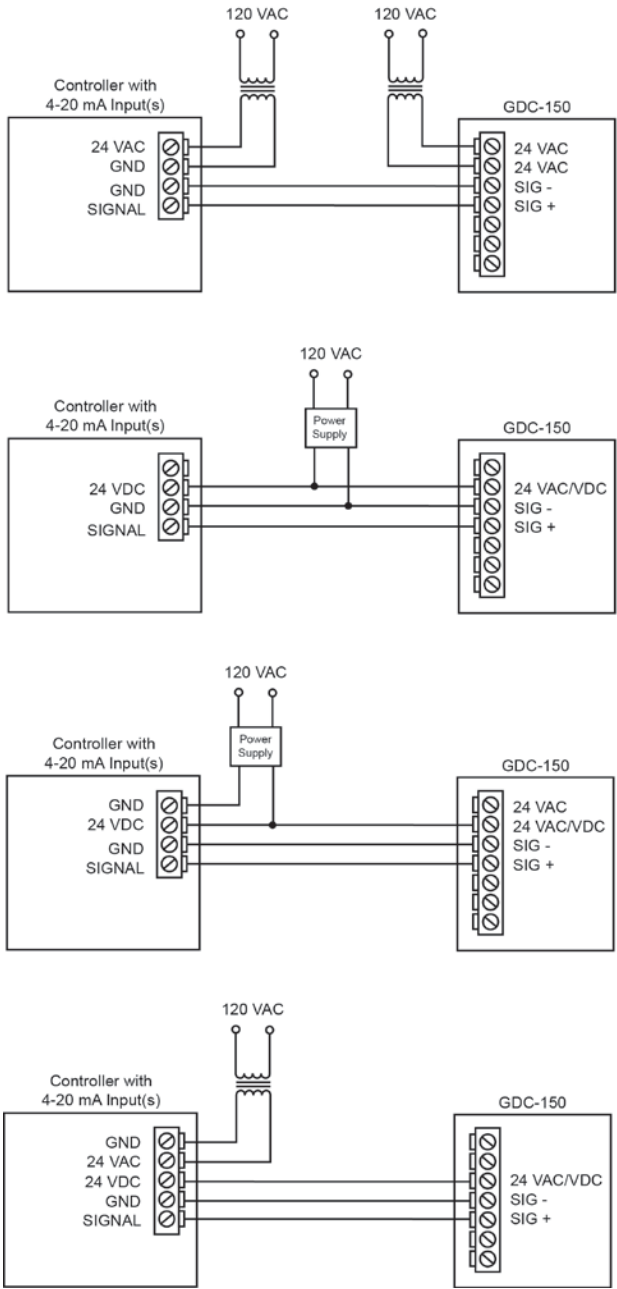 120 VAC
120 VAC
Controller with
4-20 mA Input(s)
GDC-150
24 VAC
GND
GND
SIGNAL
24 VAC
24 VAC
SIG -
SIG +
120 VAC
Controller with
4-20 mA Input(s)
Power
Supply
GDC-150
24 VDC
GND
SIGNAL
24 VAC/VDC
SIG -
SIG +
120 VAC
Controller with
4-20 mA Input(s)
Power
Supply
GDC-150
GND
24 VDC
GND
SIGNAL
24 VAC
24 VAC/VDC
SIG -
SIG +
120 VAC
Controller with
4-20 mA Input(s)
GDC-150
GND
24 VAC
24 VDC
GND
SIGNAL
24 VAC/VDC
SIG -
SIG +